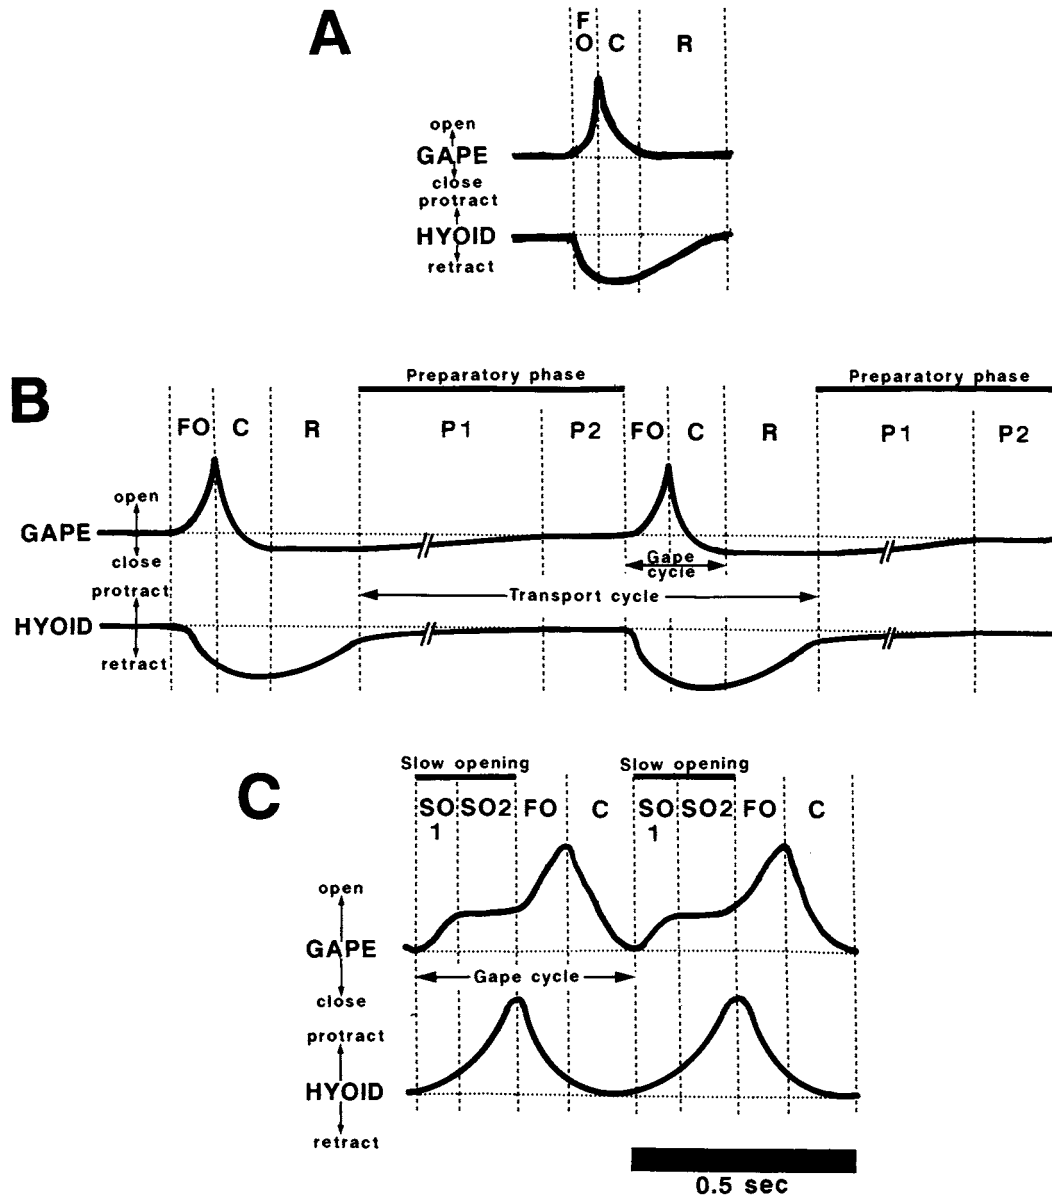 A
F
O C R
open
GAPE
close
protract
HYOID
retract
B
Preparatory phase Preparatory phase
FO C R P1 P2 FO C R P1 P2
open
GAPE
close
Gape
cycle
protract
Transport cycle
HYOID
retract
C
Slow opening Slow opening
SO SO2 FO C SO SO2 FO C
1 1
open
GAPE
Gape cycle
close
protract
HYOID
retract
0.5 sec